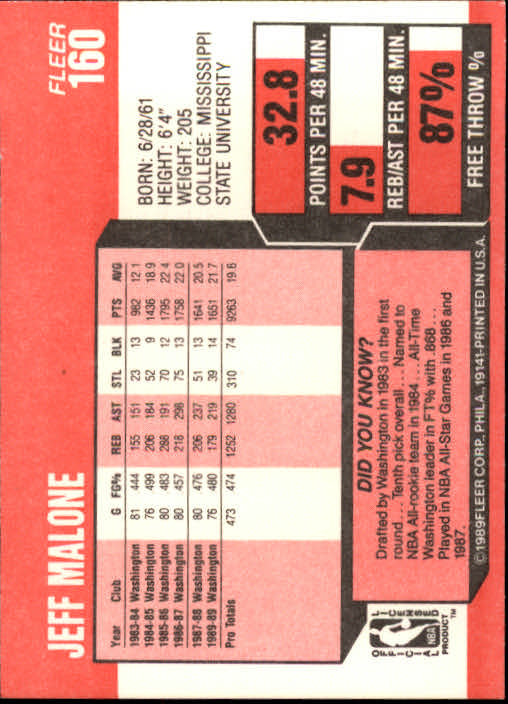 JEFF MALONE
FLEER
160
BORN: 6/28/61
HEIGHT: 6'4"
WEIGHT: 205
COLLEGE: MISSISSIPPI
STATE UNIVERSITY
Year Club G FG% REB AST STL BLK PTS AVG
1983-84 Washington 81 444 155 151 23 13 982 12.1
1984-85 Washington 76 499 206 184 52 9 1436 18.9
1985-86 Washington 80 483 288 191 70 12 1795 22.4
1986-87 Washington 80 457 218 298 75 13 1758 22.0
1987-88 Washington 80 476 206 237 51 13 1641 20.5
1989-89 Washington 76 480 179 219 39 14 1651 21.7
Pro Totals 473 474 1252 1280 310 74 9263 19.6
32.8
POINTS PER 48 MIN.
7.9
REB/AST PER 48 MIN.
87%
FREE THROW %
DID YOU KNOW?
Drafted by Washington in 1983 in the first
round... Tenth pick overall... Named to
NBA All-rookie team in 1984... All-Time
Washington leader in FT% with .868...
Played in NBA All-Star Games in 1986 and
1987.
OFFICIAL LICENSED
NBA
PRODUCT™
©1989FLEER CORP., PHILA., 19141-PRINTED IN U.S.A.